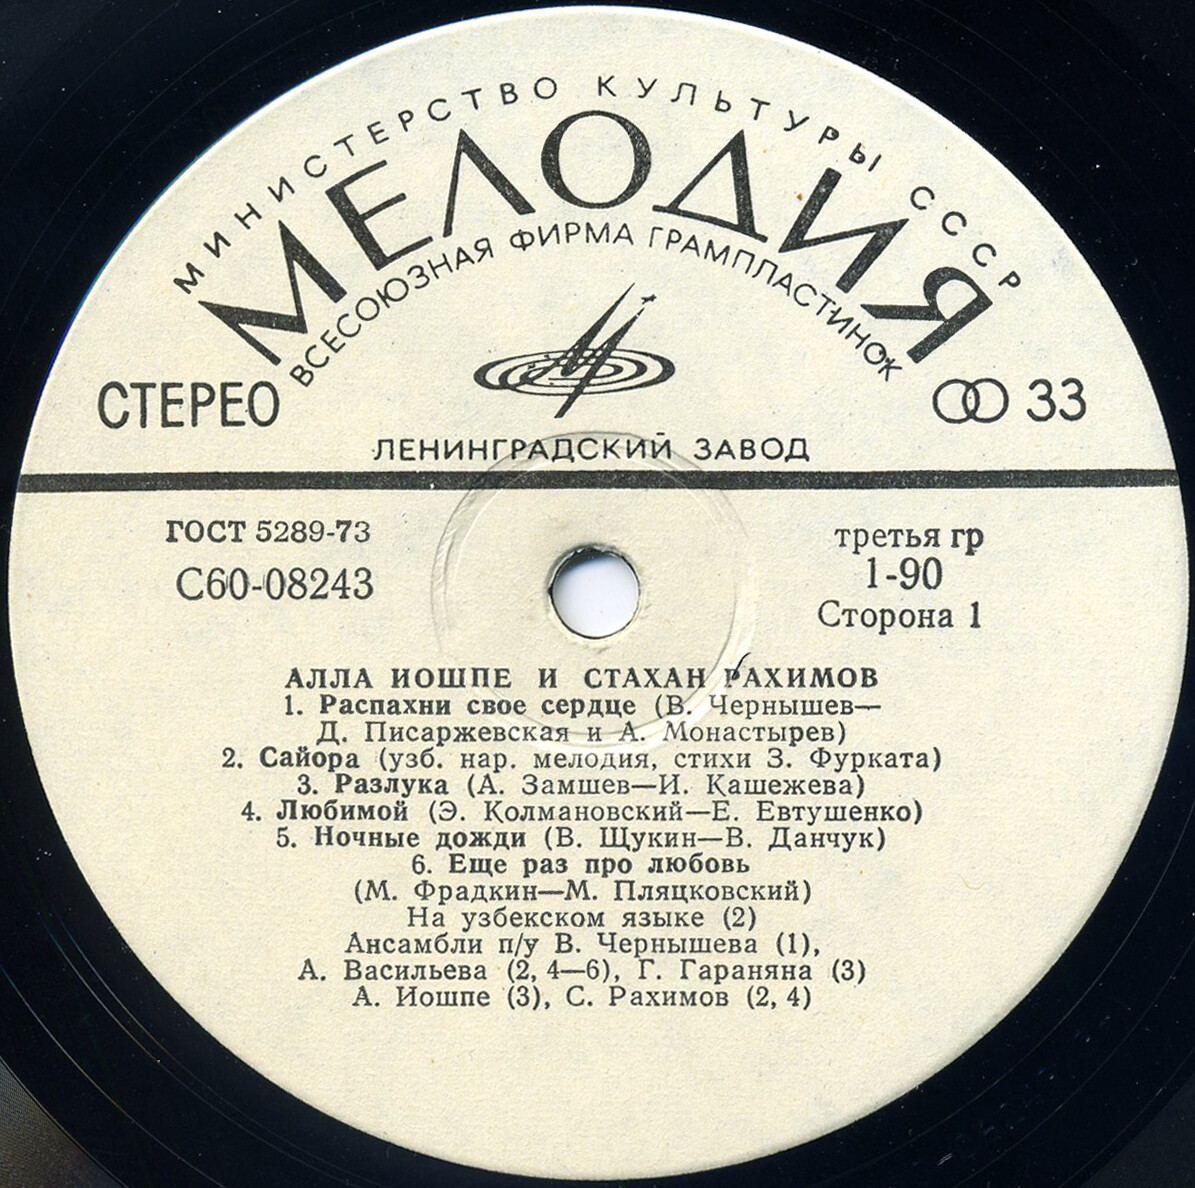 МИНИСТЕРСТВО КУЛЬТУРЫ СССР
МЕЛОДИЯ
ВСЕСОЮЗНАЯ ФИРМА ГРАМПЛАСТИНОК
СТЕРЕО
33
ЛЕНИНГРАДСКИЙ ЗАВОД
ГОСТ 5289-73
С60-08243
третья гр
1-90
Сторона 1
АЛЛА ИОШПЕ И СТАХАН РАХИМОВ
1. Распахни свое сердце (В. Чернышев—
Д. Писаржевская и А. Монастырев)
2. Сайора (узб. нар. мелодия, стихи З. Фурката)
3. Разлука (А. Замшев—И. Кашежева)
4. Любимой (Э. Колмановский—Е. Евтушенко)
5. Ночные дожди (В. Щукин—В. Данчук)
6. Еще раз про любовь
(М. Фрадкин—М. Пляцковский)
На узбекском языке (2)
Ансамбли п/у В. Чернышева (1),
А. Васильева (2, 4—6), Г. Гараняна (3)
А. Иошпе (3), С. Рахимов (2, 4)